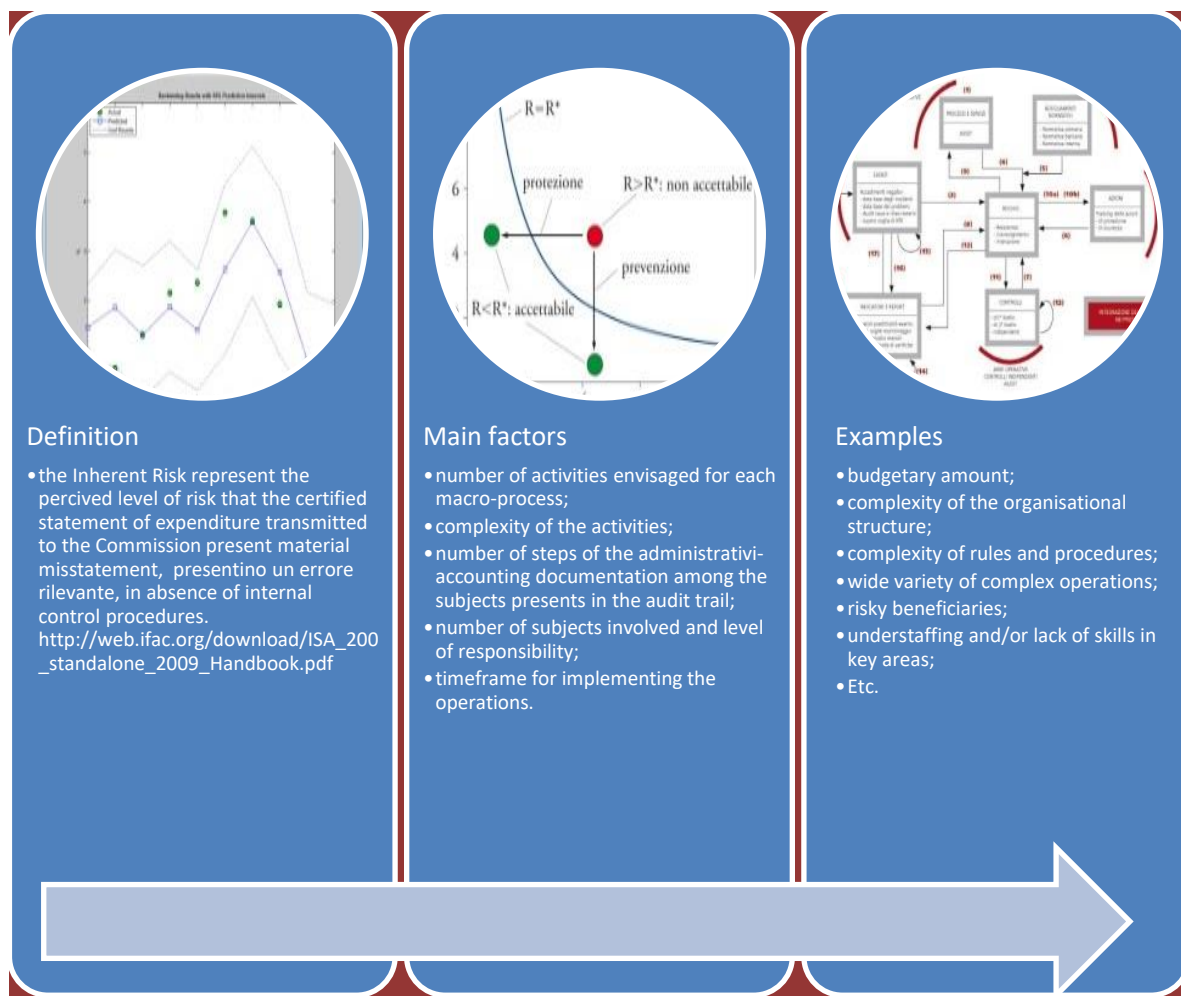 Actual
Predicted
R=R*
protezione
R>R*: non accettabile
6
4
prevenzione
R<R*: accettabile
CONTROLLI
Definition
•the Inherent Risk represent the
percived level of risk that the certified
statement of expenditure transmitted
to the Commission present material
misstatement, presentino un errore
rilevante, in absence of internal
control procedures.
http://web.ifac.org/download/ISA_200
_standalone_2009_Handbook.pdf
Main factors
•number of activities envisaged for each
macro-process;
•complexity of the activities;
•number of steps of the administrativi-
accounting documentation among the
subjects presents in the audit trail;
•number of subjects involved and level
of responsibility;
•timeframe for implementing the
operations.
Examples
•budgetary amount;
•complexity of the organisational
structure;
•complexity of rules and procedures;
•wide variety of complex operations;
•risky beneficiaries;
•understaffing and/or lack of skills in
key areas;
•Etc.